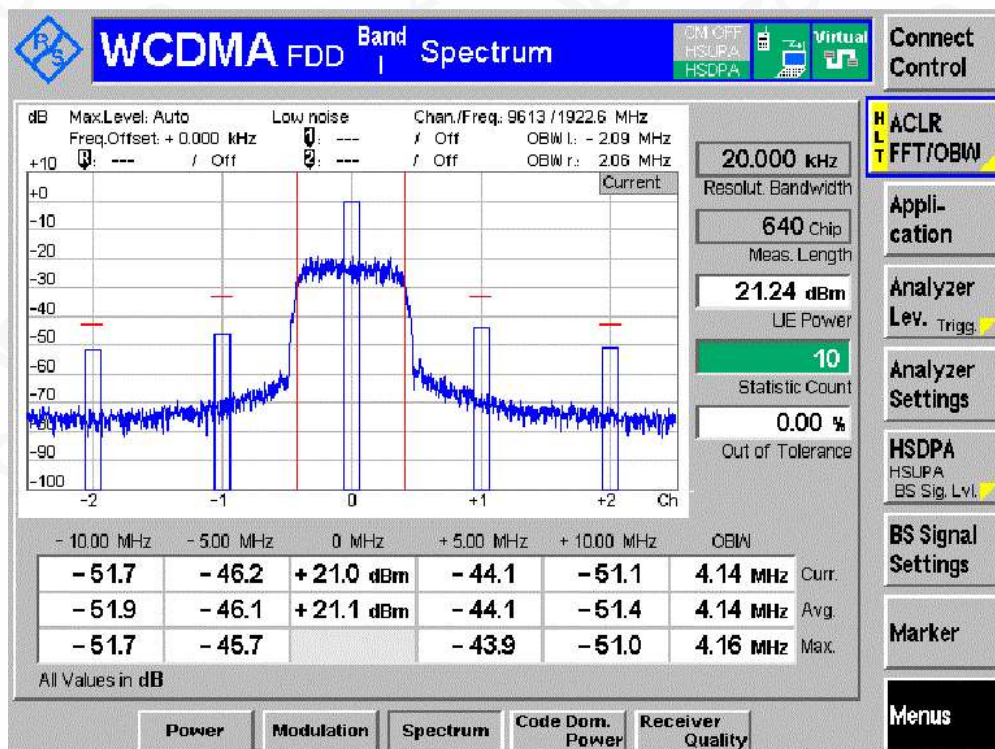 R/S
WCDMA FDD Band I Spectrum
CM OFF
HSUPA
HSDPA
Virtual
Connect Control
dB Max.Level: Auto Low noise Chan./Freq.: 9613 / 1922.6 MHz
Freq.Offset: + 0.000 kHz 1: --- / Off OBW l.: - 2.09 MHz
R: --- / Off 2: --- / Off OBW r.: 2.06 MHz
Current
+10
+0
-10
-20
-30
-40
-50
-60
-70
-80
-90
-100
-2 -1 0 +1 +2 Ch
20.000 kHz
Resolut. Bandwidth
640 Chip
Meas. Length
21.24 dBm
UE Power
10
Statistic Count
0.00 %
Out of Tolerance
- 10.00 MHz - 5.00 MHz 0 MHz + 5.00 MHz + 10.00 MHz OBW
- 51.7 - 46.2 + 21.0 dBm - 44.1 - 51.1 4.14 MHz Curr.
- 51.9 - 46.1 + 21.1 dBm - 44.1 - 51.4 4.14 MHz Avg.
- 51.7 - 45.7 - 43.9 - 51.0 4.16 MHz Max.
All Values in dB
HLT
ACLR
FFT/OBW
Appli-
cation
Analyzer
Lev. Trigg.
Analyzer
Settings
HSDPA
HSUPA
BS Sig. Lvl.
BS Signal
Settings
Marker
Menus
Power Modulation Spectrum Code Dom. Power Receiver Quality